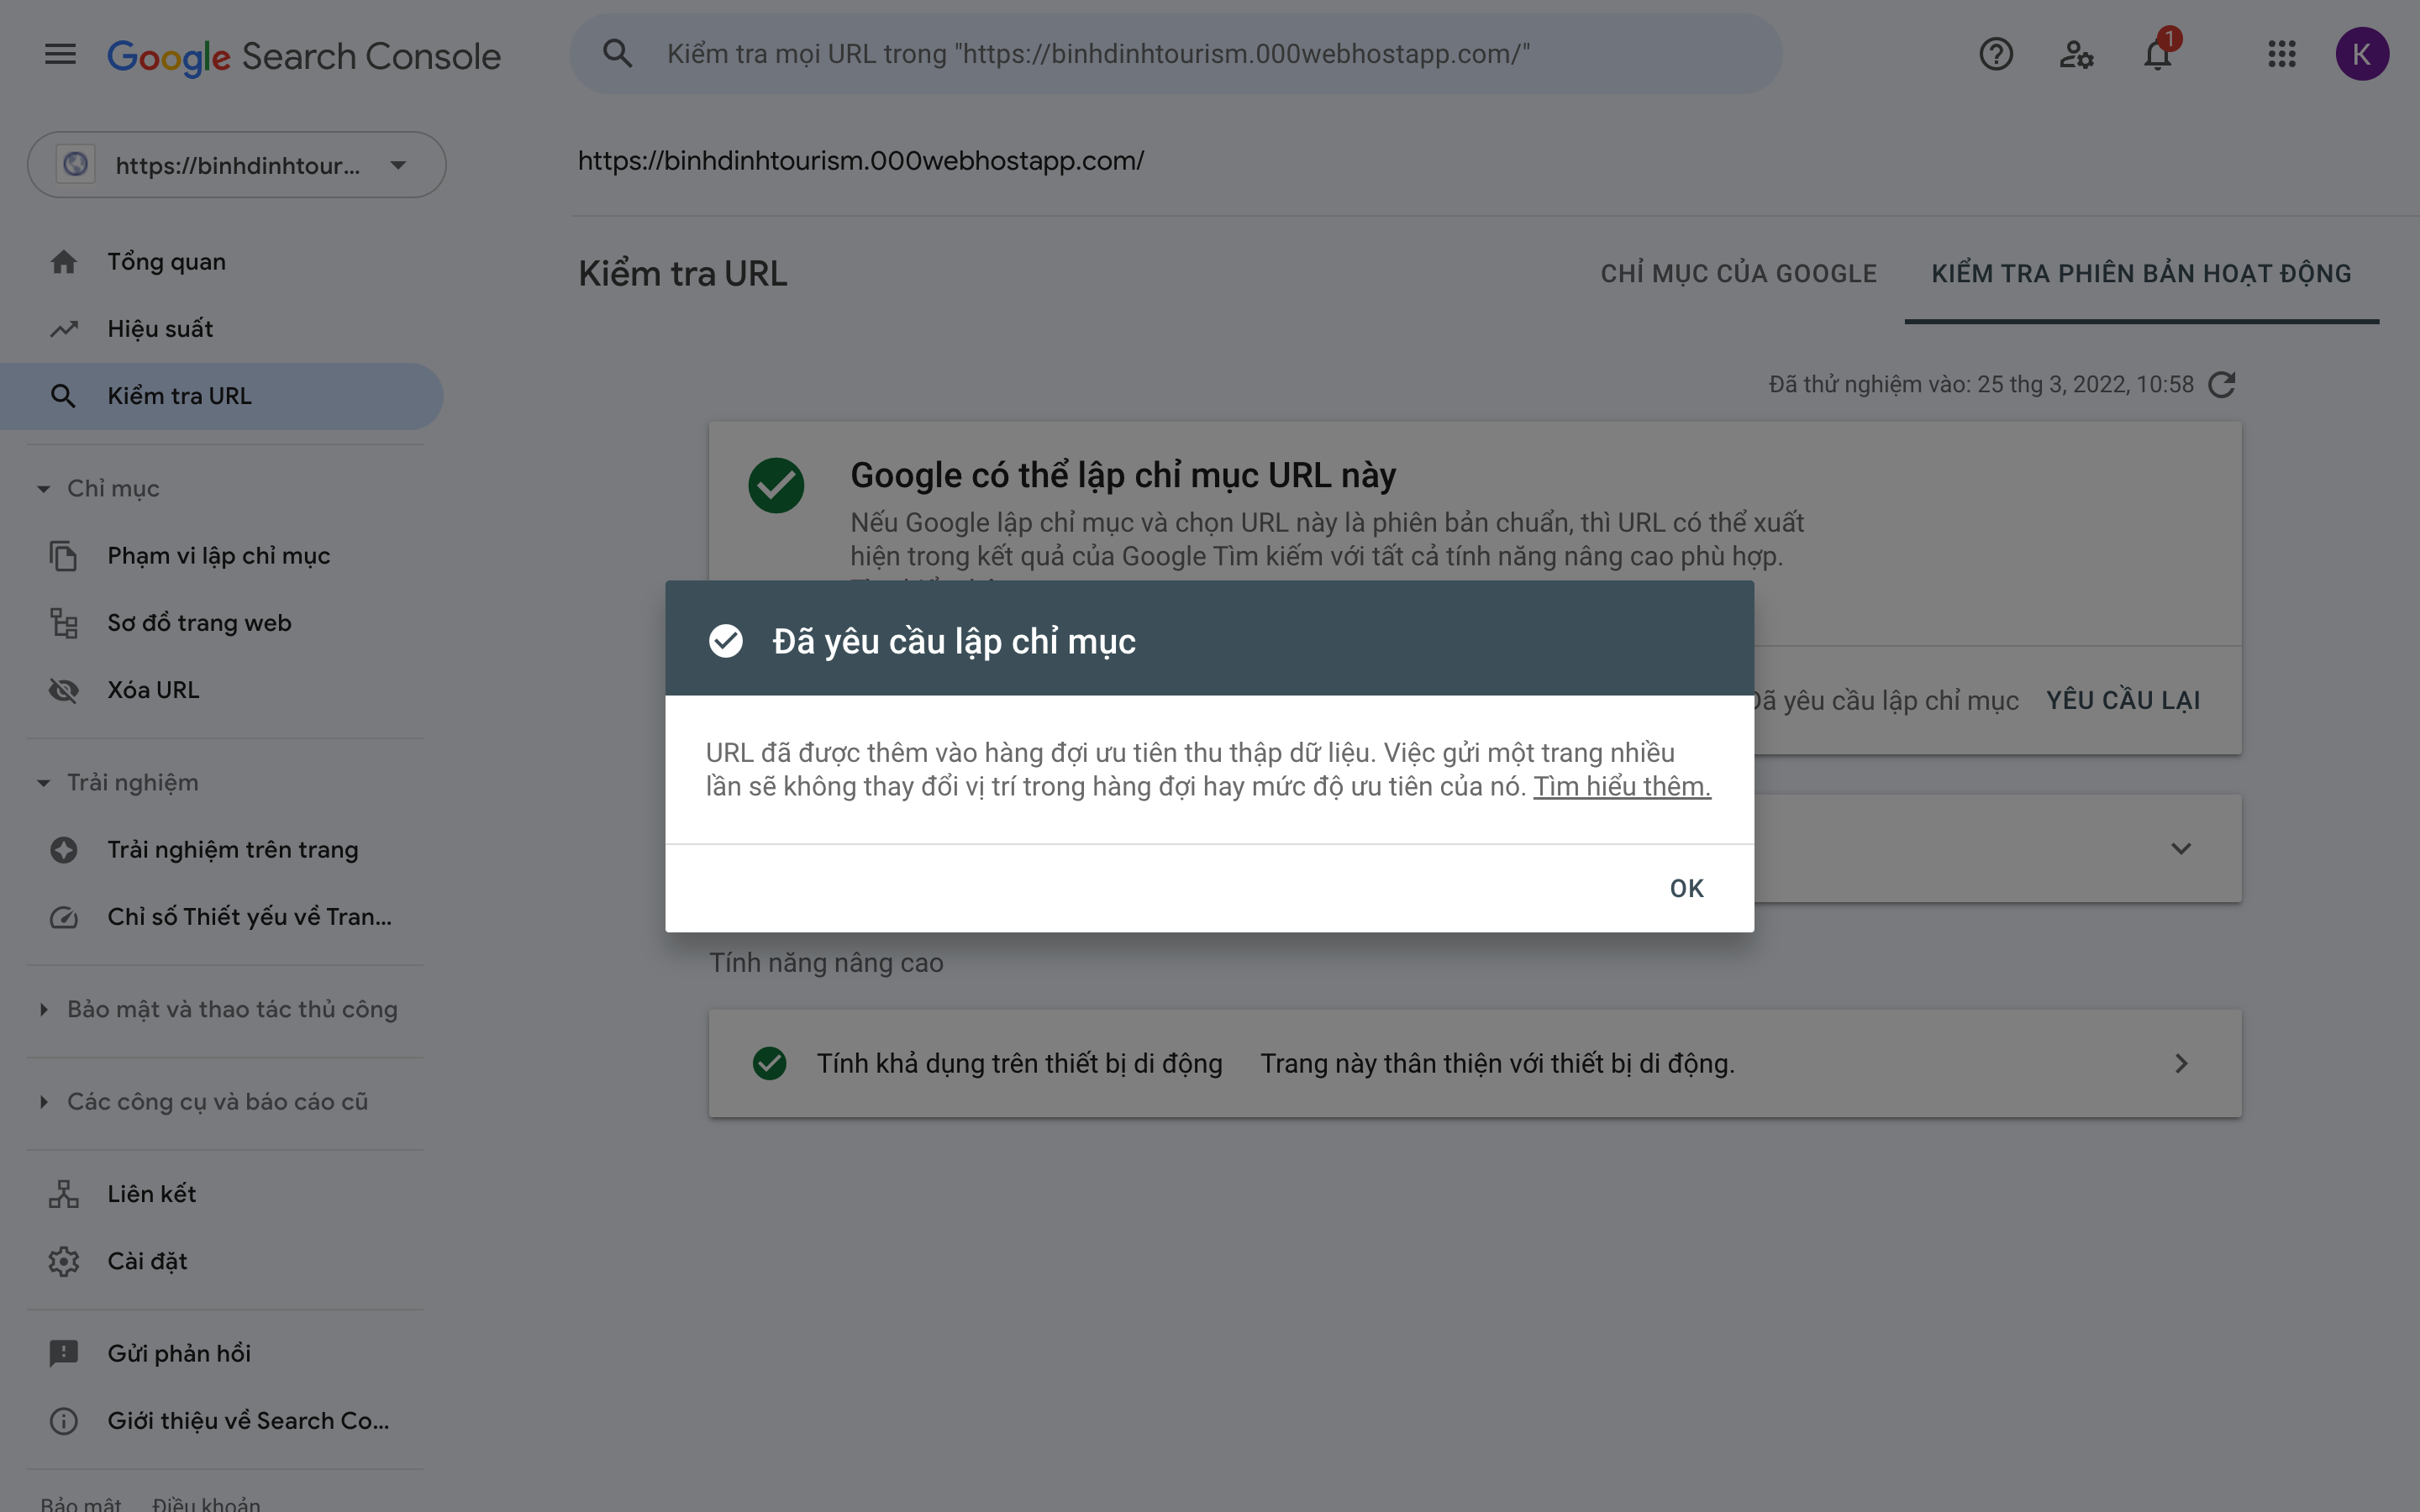 Google Search Console
Kiểm tra mọi URL trong "https://binhdinhtourism.000webhostapp.com/"
1
K
https://binhdinhtour...
https://binhdinhtourism.000webhostapp.com/
Tổng quan
Hiệu suất
Kiểm tra URL
Chỉ mục
Phạm vi lập chỉ mục
Sơ đồ trang web
Xóa URL
Trải nghiệm
Trải nghiệm trên trang
Chỉ số Thiết yếu về Tran...
Bảo mật và thao tác thủ công
Các công cụ và báo cáo cũ
Liên kết
Cài đặt
Gửi phản hồi
Giới thiệu về Search Co...
Bảo mật Điều khoản
Kiểm tra URL
CHỈ MỤC CỦA GOOGLE
KIỂM TRA PHIÊN BẢN HOẠT ĐỘNG
Đã thử nghiệm vào: 25 thg 3, 2022, 10:58
Google có thể lập chỉ mục URL này
Nếu Google lập chỉ mục và chọn URL này là phiên bản chuẩn, thì URL có thể xuất
hiện trong kết quả của Google Tìm kiếm với tất cả tính năng nâng cao phù hợp.
Đã yêu cầu lập chỉ mục YÊU CẦU LẠI
Đã yêu cầu lập chỉ mục
URL đã được thêm vào hàng đợi ưu tiên thu thập dữ liệu. Việc gửi một trang nhiều
lần sẽ không thay đổi vị trí trong hàng đợi hay mức độ ưu tiên của nó. Tìm hiểu thêm.
OK
Tính năng nâng cao
Tính khả dụng trên thiết bị di động Trang này thân thiện với thiết bị di động.